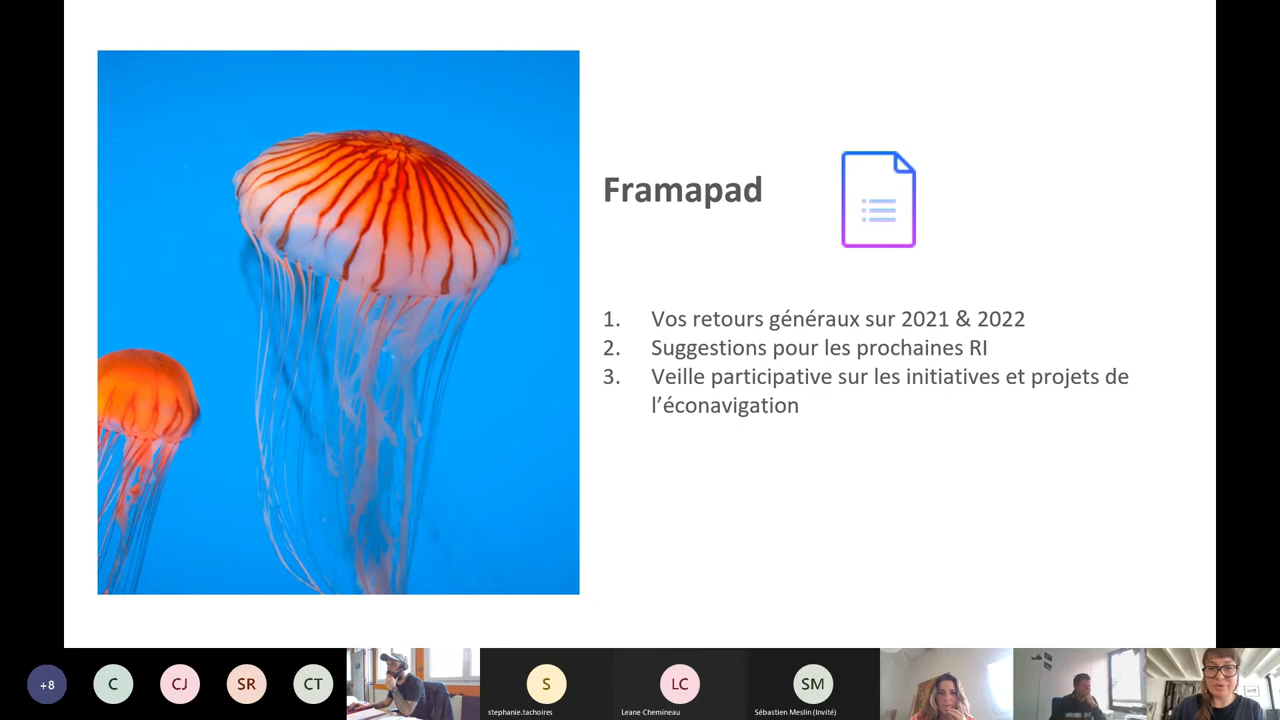 Framapad
1. Vos retours généraux sur 2021 & 2022
2. Suggestions pour les prochaines RI
3. Veille participative sur les initiatives et projets de
l’éconavigation
+8
C
CJ
SR
CT
S
stephanie.tachoires
LC
Leane Chemineau
SM
Sébastien Meslin (Invité)